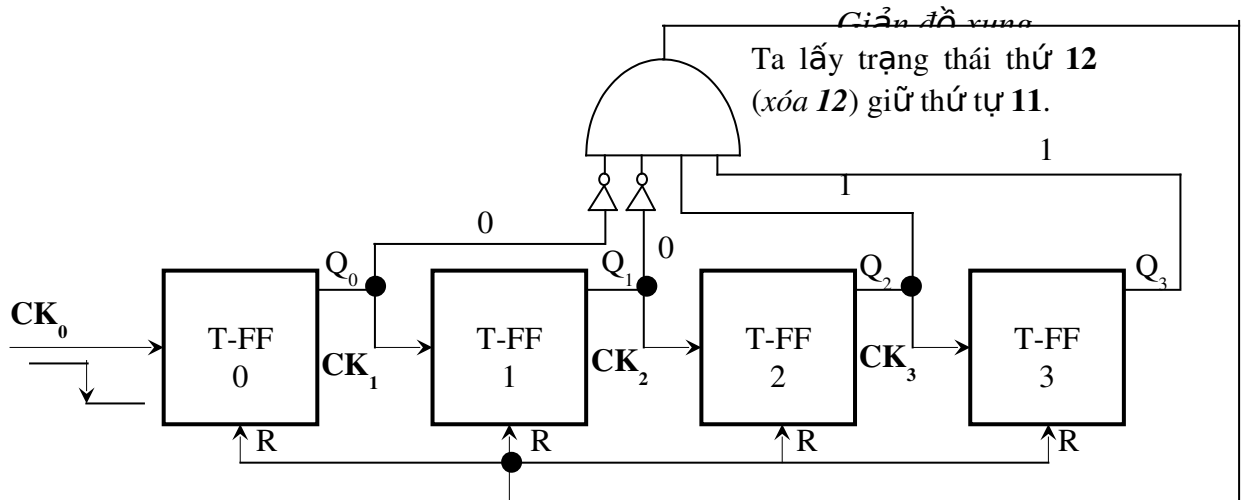 Giản đồ xung
Ta lấy trạng thái thứ 12
(xóa 12) giữ thứ tự 11.
1
1
0
0
Q0
Q1
Q2
Q3
CK0
T-FF
0
CK1
T-FF
1
CK2
T-FF
2
CK3
T-FF
3
R
R
R
R